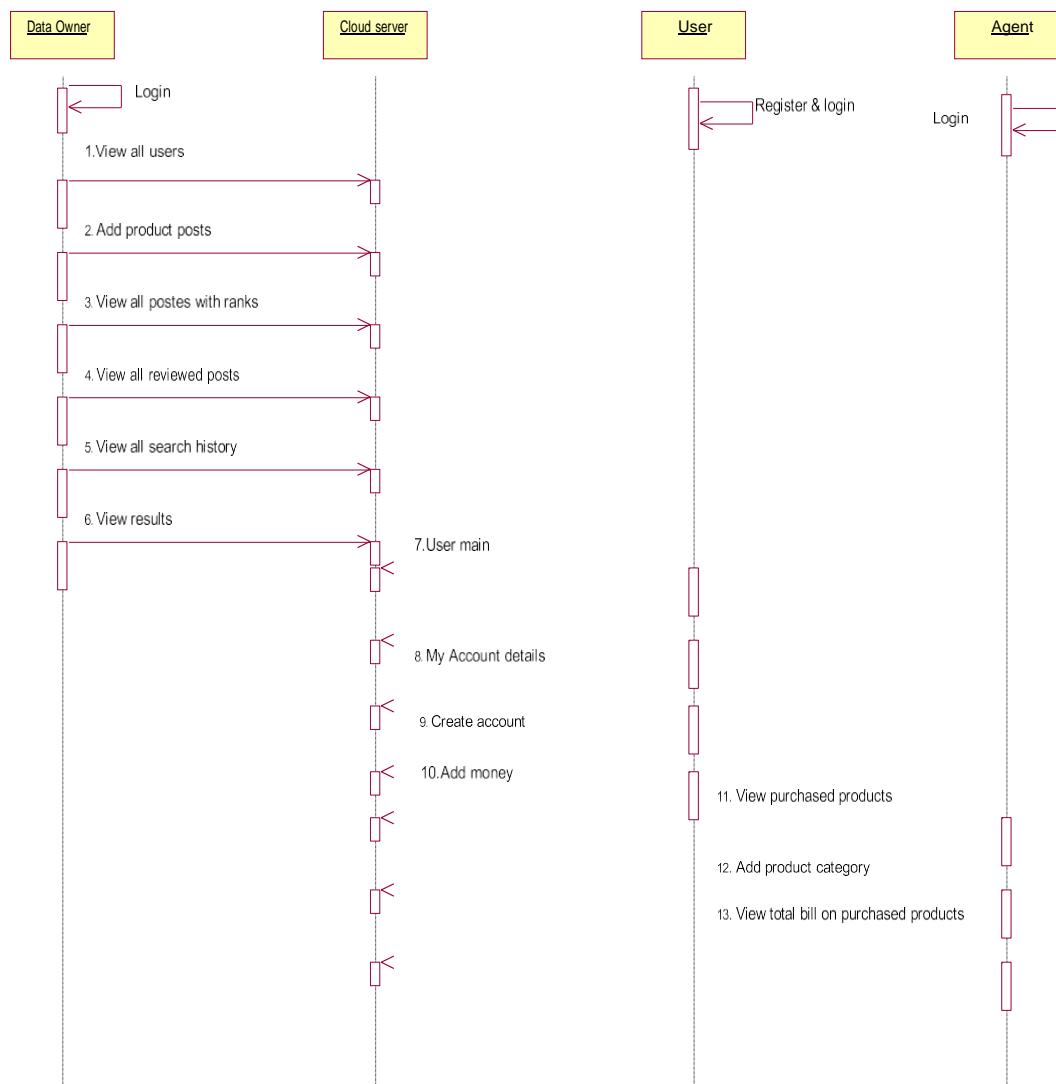 Data Owner
Cloud server
User
Agent
Login
Register & login
Login
1.View all users
2. Add product posts
3. View all postes with ranks
4. View all reviewed posts
5. View all search history
6. View results
7.User main
8. My Account details
9. Create account
10.Add money
11. View purchased products
12. Add product category
13. View total bill on purchased products